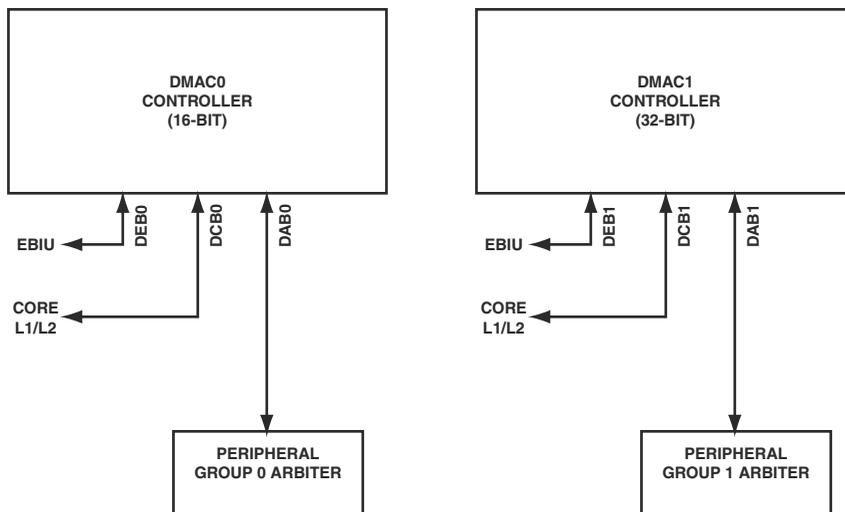 DMAC0
CONTROLLER
(16-BIT)
DEB0
DCB0
DAB0
EBIU
CORE
L1/L2
PERIPHERAL
GROUP 0 ARBITER
DMAC1
CONTROLLER
(32-BIT)
DEB1
DCB1
DAB1
EBIU
CORE
L1/L2
PERIPHERAL
GROUP 1 ARBITER